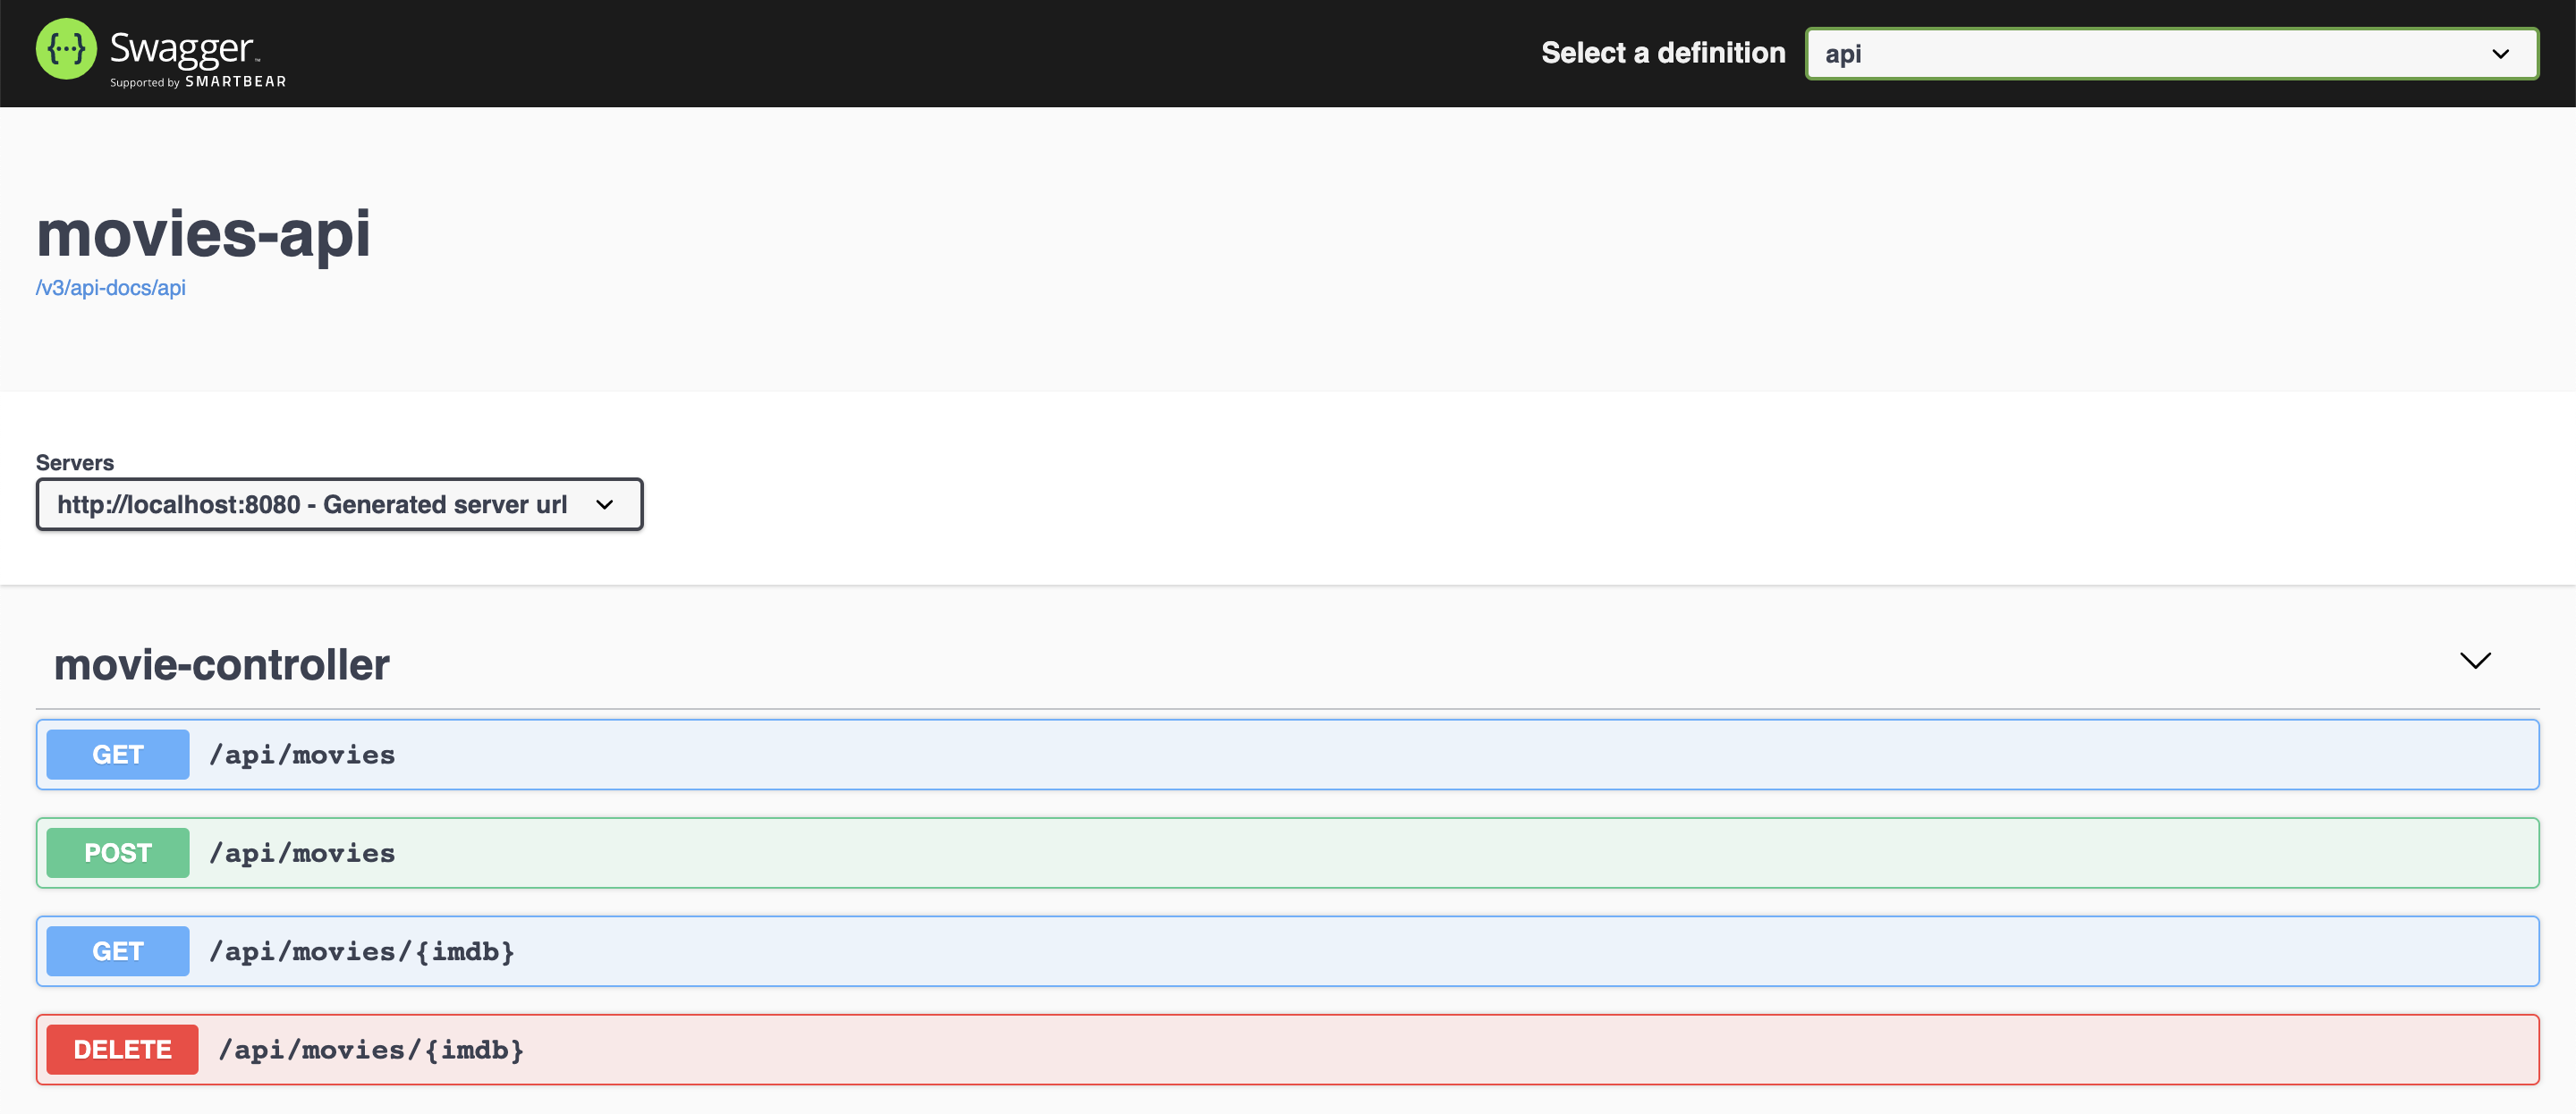 Swagger™
Supported by SMARTBEAR
Select a definition
api
movies-api
/v3/api-docs/api
Servers
http://localhost:8080 - Generated server url
movie-controller
GET /api/movies
POST /api/movies
GET /api/movies/{imdb}
DELETE /api/movies/{imdb}